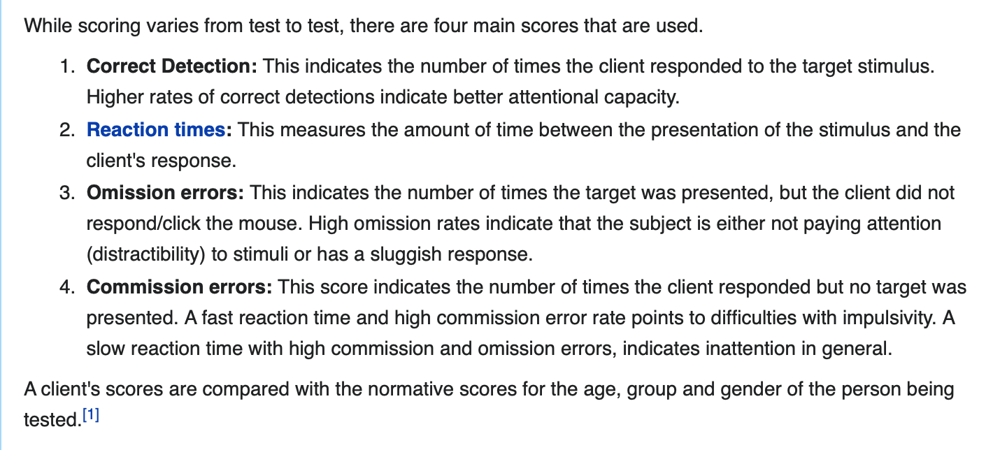 While scoring varies from test to test, there are four main scores that are used.
1. Correct Detection: This indicates the number of times the client responded to the target stimulus.
Higher rates of correct detections indicate better attentional capacity.
2. Reaction times: This measures the amount of time between the presentation of the stimulus and the
client's response.
3. Omission errors: This indicates the number of times the target was presented, but the client did not
respond/click the mouse. High omission rates indicate that the subject is either not paying attention
(distractibility) to stimuli or has a sluggish response.
4. Commission errors: This score indicates the number of times the client responded but no target was
presented. A fast reaction time and high commission error rate points to difficulties with impulsivity. A
slow reaction time with high commission and omission errors, indicates inattention in general.
A client's scores are compared with the normative scores for the age, group and gender of the person being
tested.[1]